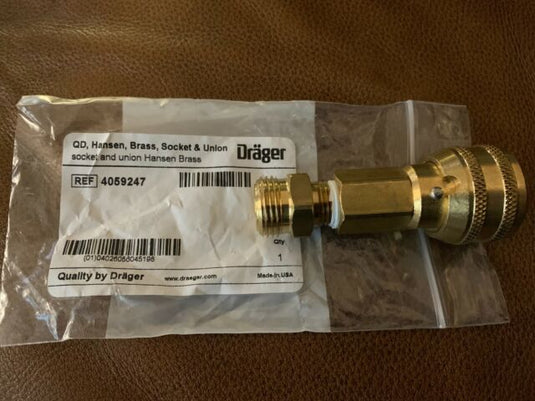 QD, Hansen, Brass, Socket & Union
socket and union Hansen Brass
Dräger
REF 4059247
(01)04026056045196
Qty
1
Quality by Dräger
www.draeger.com
Made in USA